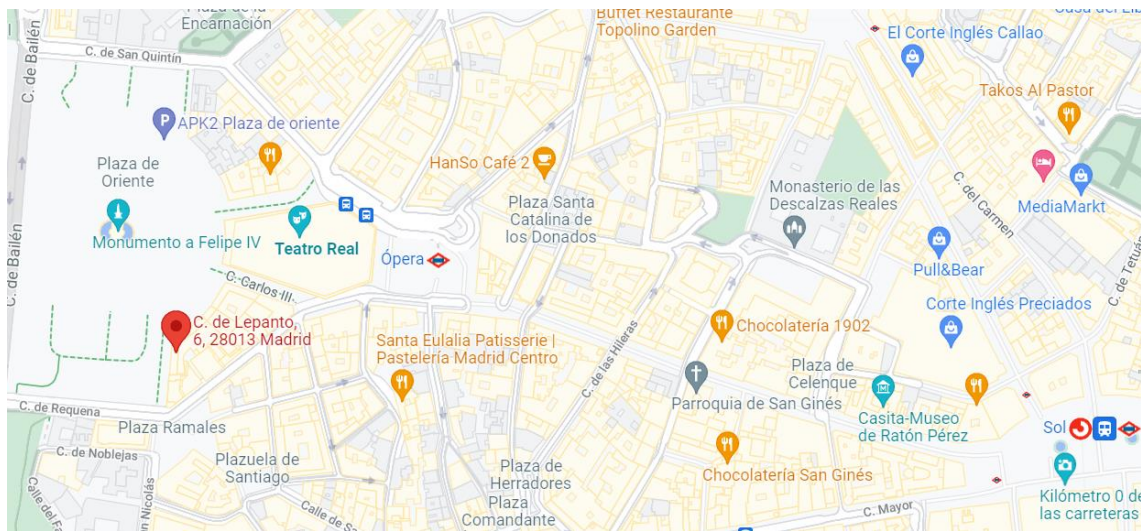 Plaza de la
Encarnación
Buffet Restaurante
Topolino Garden
El Corte Inglés Callao
C. de Bailén
C. de San Quintín
Takos Al Pastor
APK2 Plaza de oriente
HanSo Café 2
Plaza de
Oriente
Plaza Santa
Catalina de
los Donados
Monasterio de las
Descalzas Reales
C. del Carmen
MediaMarkt
Monumento a Felipe IV
Teatro Real
Ópera
Pull&Bear
C. de Tetuán
C. de Bailén
C. Carlos III
C. de Lepanto,
6, 28013 Madrid
Corte Inglés Preciados
Chocolatería 1902
Santa Eulalia Patisserie |
Pastelería Madrid Centro
C. de las Hileras
Plaza de
Celenque
Parroquia de San Ginés
Casita-Museo
de Ratón Pérez
C. de Requena
Plaza Ramales
Sol
C. de Noblejas
Plazuela de
Santiago
Plaza de
Herradores
Chocolatería San Ginés
Kilómetro 0 de
las carreteras
Plaza
Comandante
C. Mayor